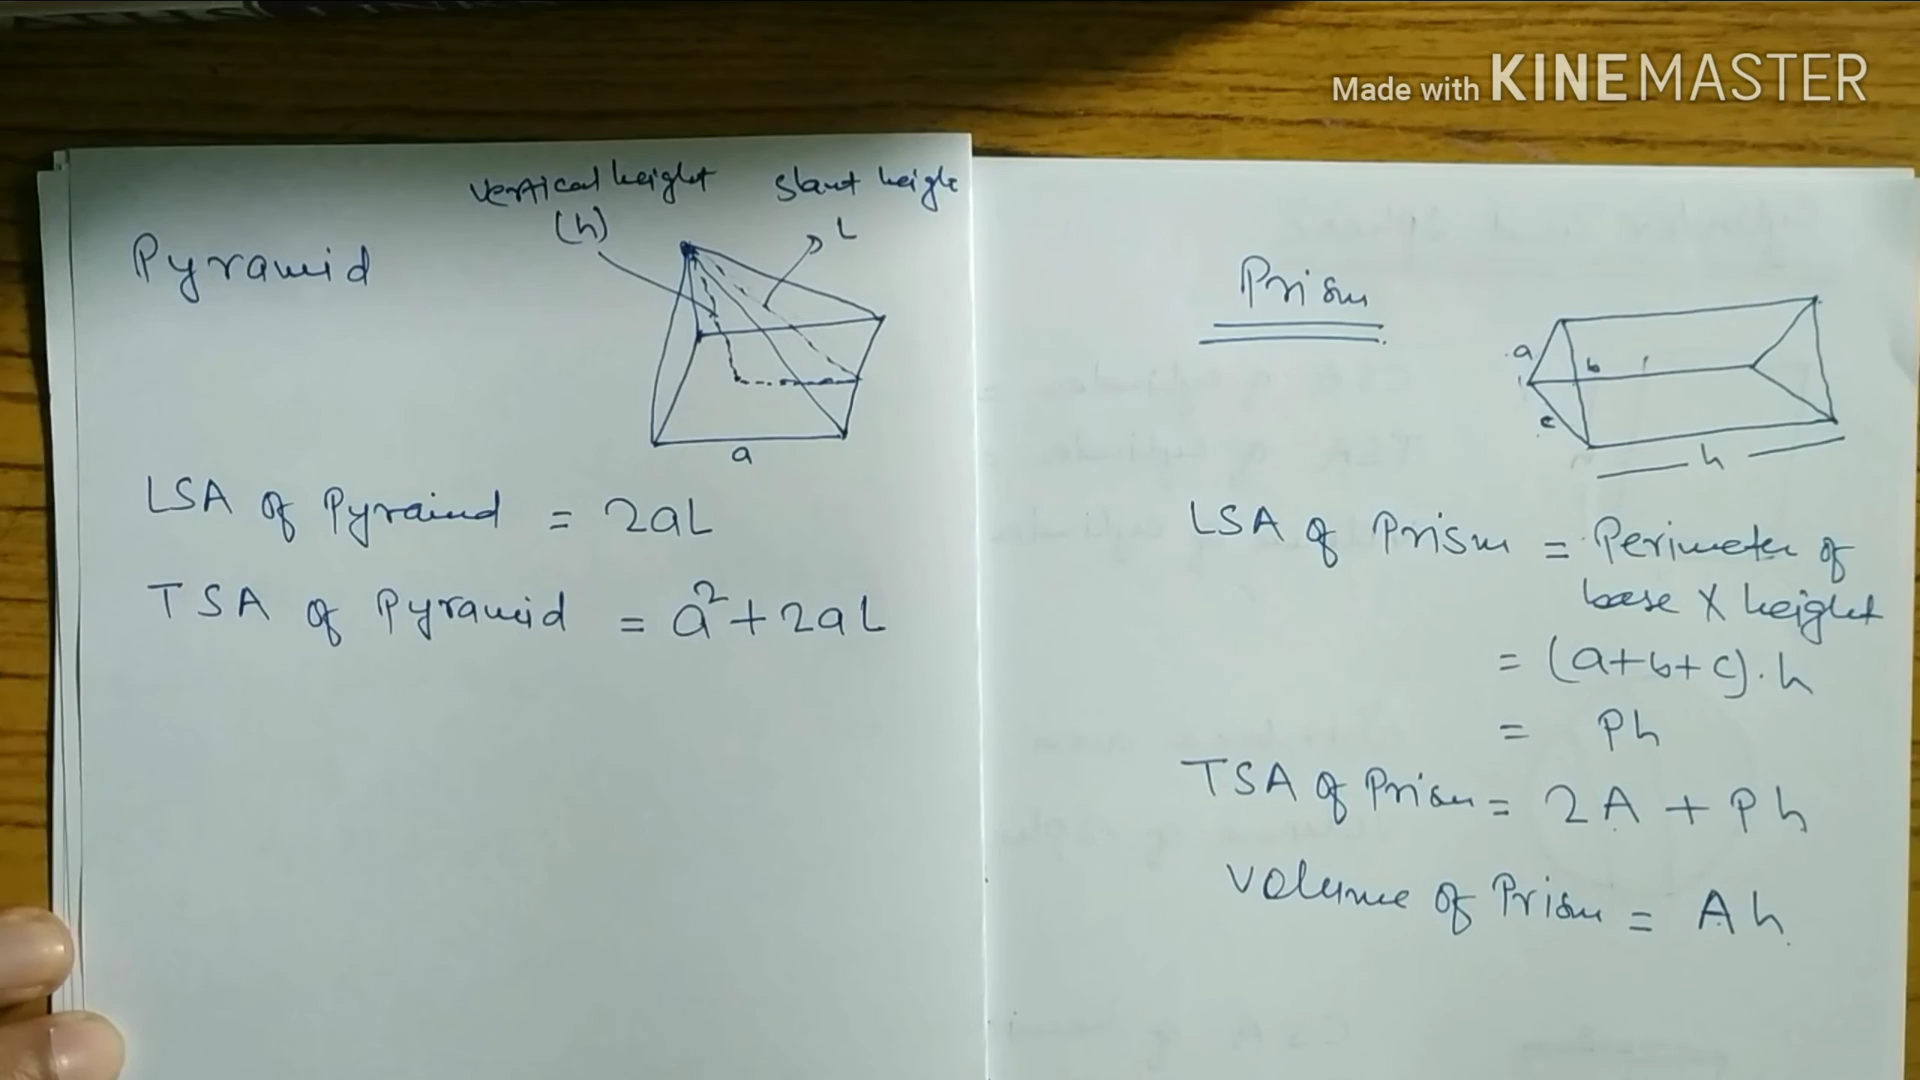 Made with KINEMASTER
vertical height
(h)
slant height
L
Pyramid
a
LSA of Pyraimd = 2aL
TSA of Pyramid = a² + 2aL
Prism
a
b
c
h
LSA of Prism = Perimeter of
base X height
= (a+b+c).h
= Ph
TSA of Prism = 2A + Ph
Volume of Prism = Ah